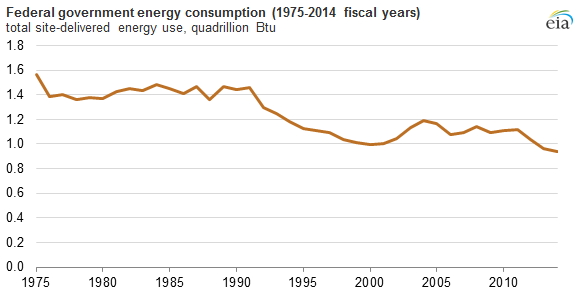 Federal government energy consumption (1975-2014 fiscal years)
total site-delivered energy use, quadrillion Btu
eia
1.8
1.6
1.4
1.2
1.0
0.8
0.6
0.4
0.2
0.0
1975 1980 1985 1990 1995 2000 2005 2010